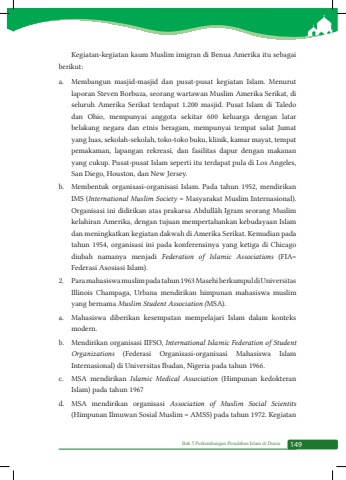 Kegiatan-kegiatan kaum Muslim imigran di Benua Amerika itu sebagai
berikut:
a. Membangun masjid-masjid dan pusat-pusat kegiatan Islam. Menurut
laporan Steven Borbuza, seorang wartawan Muslim Amerika Serikat, di
seluruh Amerika Serikat terdapat 1.200 masjid. Pusat Islam di Taledo
dan Ohio, mempunyai anggota sekitar 600 keluarga dengan latar
belakang negara dan etnis beragam, mempunyai tempat salat Jumat
yang luas, sekolah-sekolah, toko-toko buku, klinik, kamar mayat, tempat
pemakaman, lapangan rekreasi, dan fasilitas dapur dengan makanan
yang cukup. Pusat-pusat Islam seperti itu terdapat pula di Los Angeles,
San Diego, Houston, dan New Jersey.
b. Membentuk organisasi-organisasi Islam. Pada tahun 1952, mendirikan
IMS (International Muslim Society = Masyarakat Muslim Internasional).
Organisasi ini didirikan atas prakarsa Abdullâh Igram seorang Muslim
kelahiran Amerika, dengan tujuan mempertahankan kebudayaan Islam
dan meningkatkan kegiatan dakwah di Amerika Serikat. Kemudian pada
tahun 1954, organisasi ini pada konferensinya yang ketiga di Chicago
diubah namanya menjadi Federation of Islamic Associations (FIA=
Federasi Asosiasi Islam).
2. Para mahasiswa muslim pada tahun 1963 Masehi berkumpul di Universitas
Illinois Champaga, Urbana mendirikan himpunan mahasiswa muslim
yang bernama Muslim Student Association (MSA).
a. Mahasiswa diberikan kesempatan mempelajari Islam dalam konteks
modern.
b. Mendirikan organisasi IIFSO, International Islamic Federation of Student
Organizations (Federasi Organisasi-organisasi Mahasiswa Islam
Internasional) di Universitas Ibadan, Nigeria pada tahun 1966.
c. MSA mendirikan Islamic Medical Association (Himpunan kedokteran
Islam) pada tahun 1967
d. MSA mendirikan organisasi Association of Muslim Social Scientits
(Himpunan Ilmuwan Sosial Muslim = AMSS) pada tahun 1972. Kegiatan
Bab 5 Perkembangan Peradaban Islam di Dunia 149